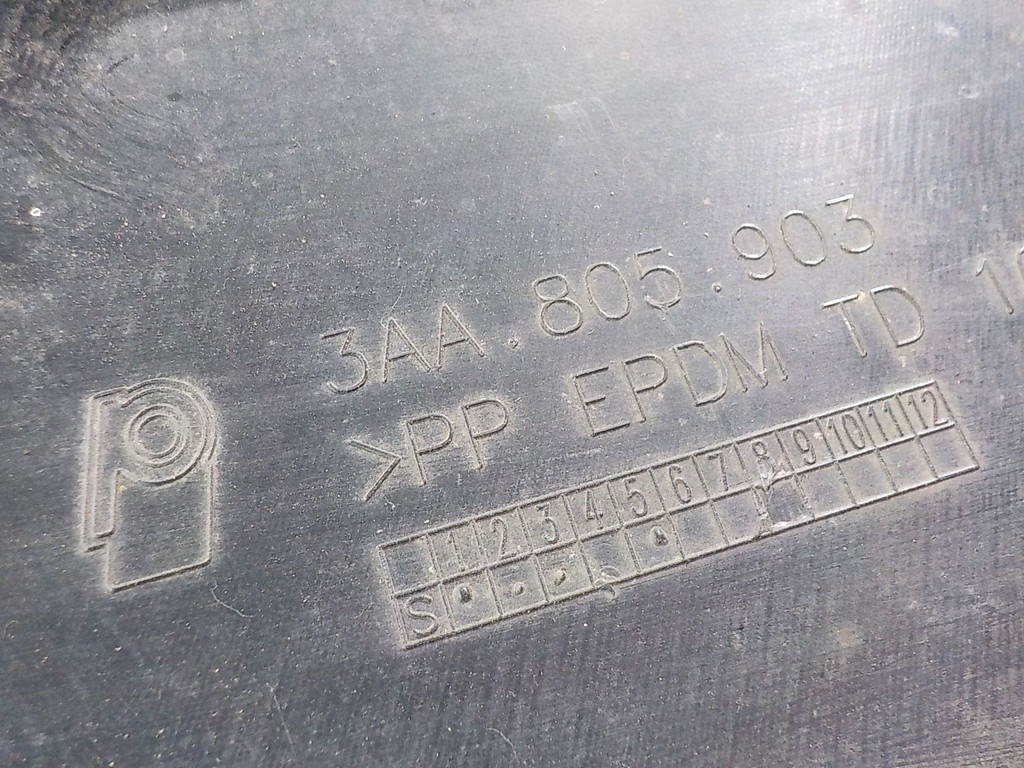 3AA.805.903
>PP EPDM TD
1 2 3 4 5 6 7 8 9 10 11 12
S